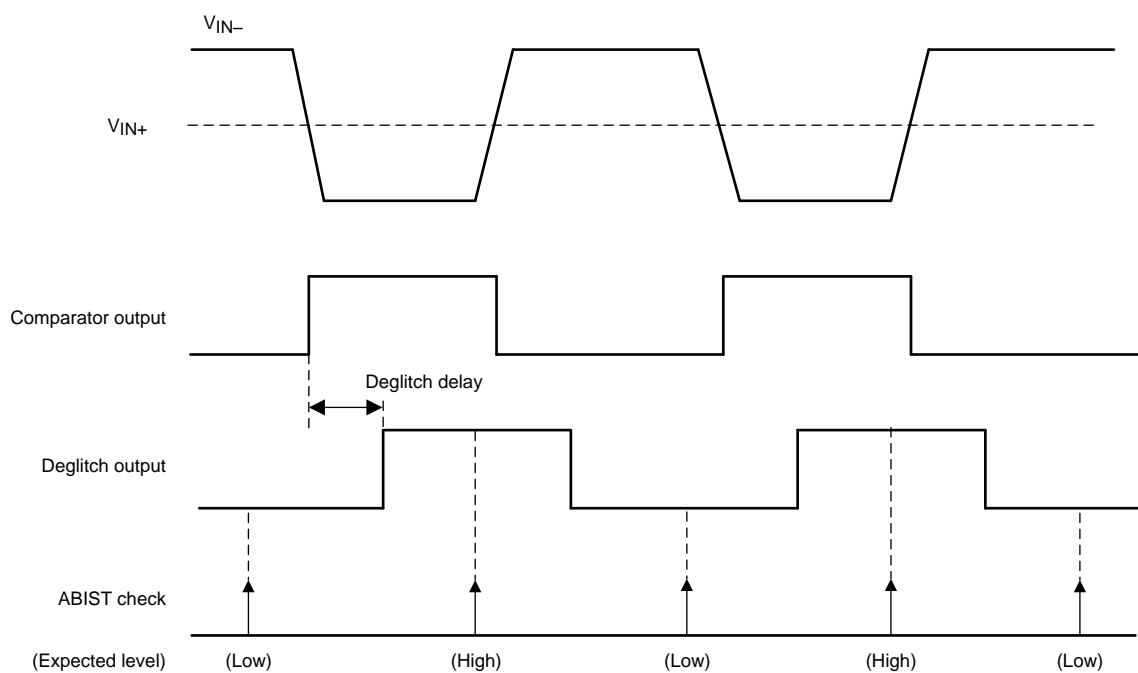 VIN–
VIN+
Comparator output
Deglitch delay
Deglitch output
ABIST check
(Expected level) (Low) (High) (Low) (High) (Low)